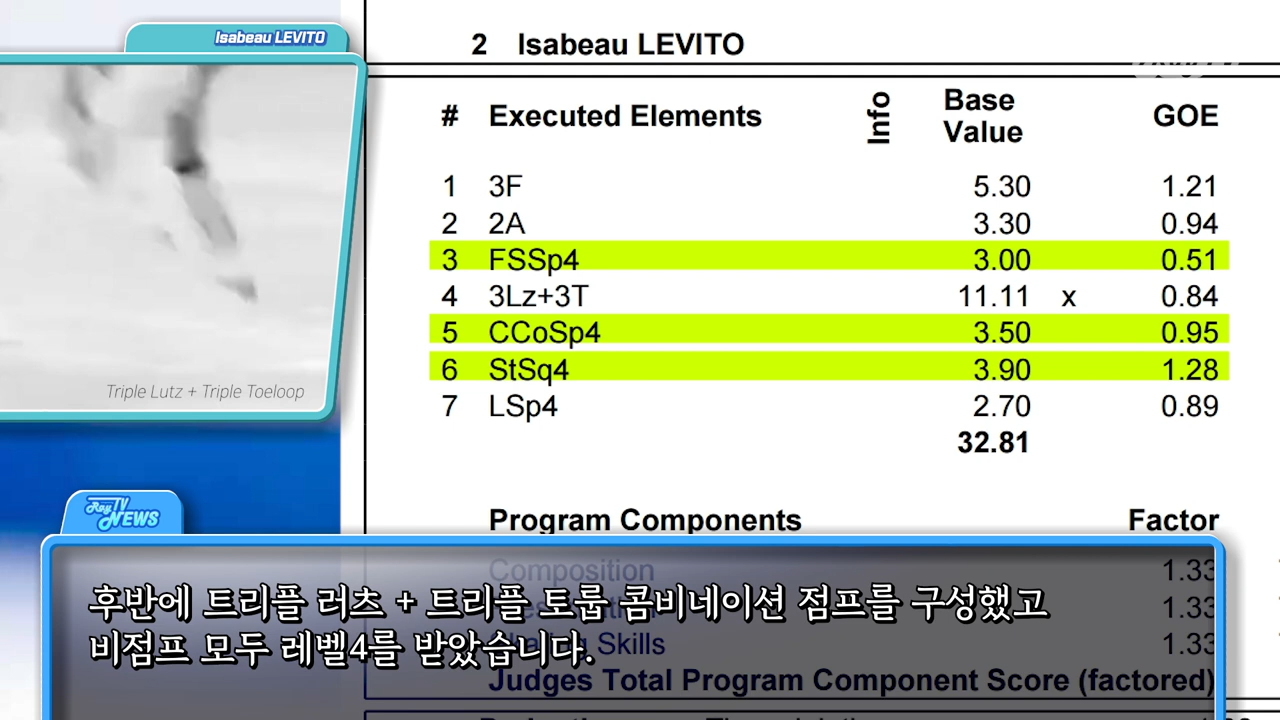 Isabeau LEVITO
2 Isabeau LEVITO
# Executed Elements Info Base Value GOE
1 3F 5.30 1.21
2 2A 3.30 0.94
3 FSSp4 3.00 0.51
4 3Lz+3T 11.11 x 0.84
5 CCoSp4 3.50 0.95
6 StSq4 3.90 1.28
7 LSp4 2.70 0.89
32.81
Triple Lutz + Triple Toeloop
Roy TV NEWS
Program Components Factor
Composition 1.33
1.33
Skills 1.33
Judges Total Program Component Score (factored)
후반에 트리플 러츠 + 트리플 토룹 콤비네이션 점프를 구성했고
비점프 모두 레벨4를 받았습니다.